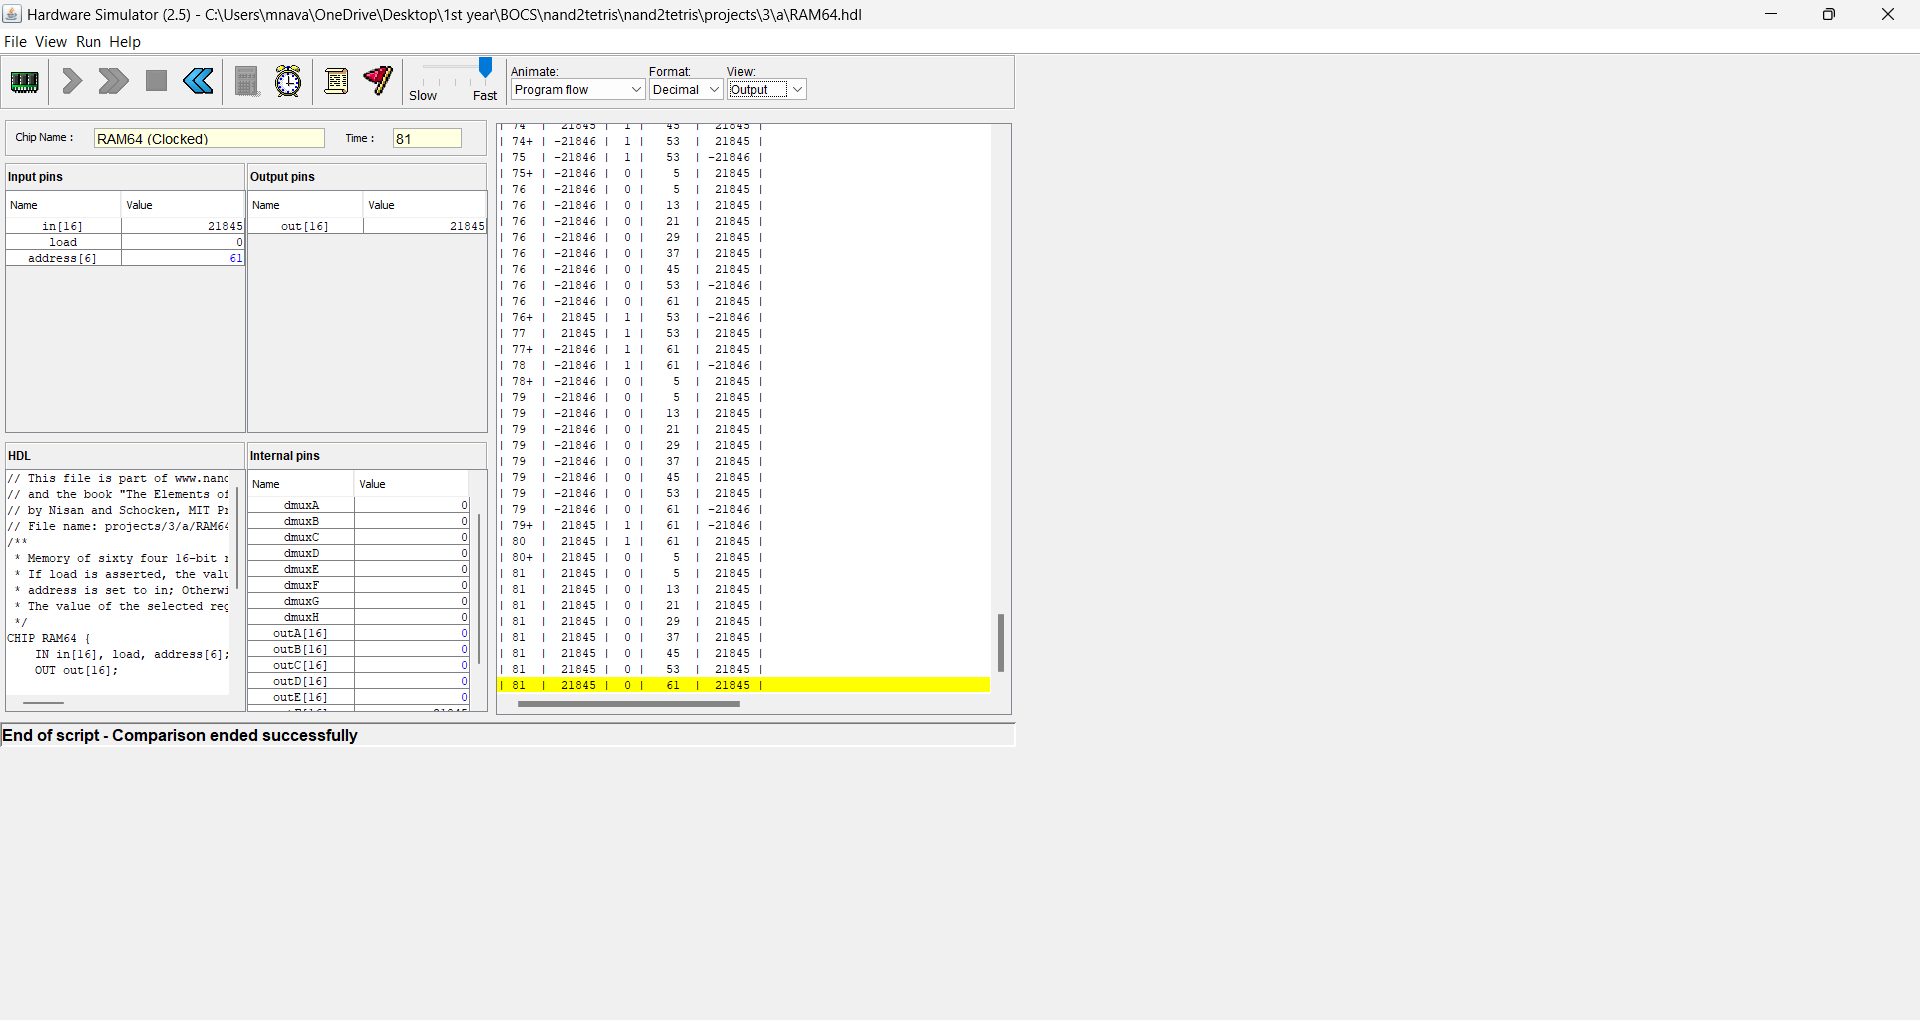 Hardware Simulator (2.5) - C:\Users\mnava\OneDrive\Desktop\1st year\BOCS\nand2tetris\nand2tetris\projects\3\a\RAM64.hdl
File View Run Help
Slow Fast
Animate: Format: View:
Program flow Decimal Output
Chip Name : RAM64 (Clocked) Time : 81
Input pins
Name Value
in[16] 21845
load 0
address[6] 61
Output pins
Name Value
out[16] 21845
HDL
// This file is part of www.nand
// and the book "The Elements of
// by Nisan and Schocken, MIT Pr
// File name: projects/3/a/RAM64
/**
* Memory of sixty four 16-bit r
* If load is asserted, the valu
* address is set to in; Otherwi
* The value of the selected reg
*/
CHIP RAM64 {
IN in[16], load, address[6];
OUT out[16];
Internal pins
Name Value
dmuxA 0
dmuxB 0
dmuxC 0
dmuxD 0
dmuxE 0
dmuxF 0
dmuxG 0
dmuxH 0
outA[16] 0
outB[16] 0
outC[16] 0
outD[16] 0
outE[16] 0
| 74 | 21845 | 1 | 45 | 21845 |
| 74+ | -21846 | 1 | 53 | 21845 |
| 75 | -21846 | 1 | 53 | -21846 |
| 75+ | -21846 | 0 | 5 | 21845 |
| 76 | -21846 | 0 | 5 | 21845 |
| 76 | -21846 | 0 | 13 | 21845 |
| 76 | -21846 | 0 | 21 | 21845 |
| 76 | -21846 | 0 | 29 | 21845 |
| 76 | -21846 | 0 | 37 | 21845 |
| 76 | -21846 | 0 | 45 | 21845 |
| 76 | -21846 | 0 | 53 | -21846 |
| 76 | -21846 | 0 | 61 | 21845 |
| 76+ | 21845 | 1 | 53 | -21846 |
| 77 | 21845 | 1 | 53 | 21845 |
| 77+ | -21846 | 1 | 61 | 21845 |
| 78 | -21846 | 1 | 61 | -21846 |
| 78+ | -21846 | 0 | 5 | 21845 |
| 79 | -21846 | 0 | 5 | 21845 |
| 79 | -21846 | 0 | 13 | 21845 |
| 79 | -21846 | 0 | 21 | 21845 |
| 79 | -21846 | 0 | 29 | 21845 |
| 79 | -21846 | 0 | 37 | 21845 |
| 79 | -21846 | 0 | 45 | 21845 |
| 79 | -21846 | 0 | 53 | 21845 |
| 79 | -21846 | 0 | 61 | -21846 |
| 79+ | 21845 | 1 | 61 | -21846 |
| 80 | 21845 | 1 | 61 | 21845 |
| 80+ | 21845 | 0 | 5 | 21845 |
| 81 | 21845 | 0 | 5 | 21845 |
| 81 | 21845 | 0 | 13 | 21845 |
| 81 | 21845 | 0 | 21 | 21845 |
| 81 | 21845 | 0 | 29 | 21845 |
| 81 | 21845 | 0 | 37 | 21845 |
| 81 | 21845 | 0 | 45 | 21845 |
| 81 | 21845 | 0 | 53 | 21845 |
| 81 | 21845 | 0 | 61 | 21845 |
End of script - Comparison ended successfully